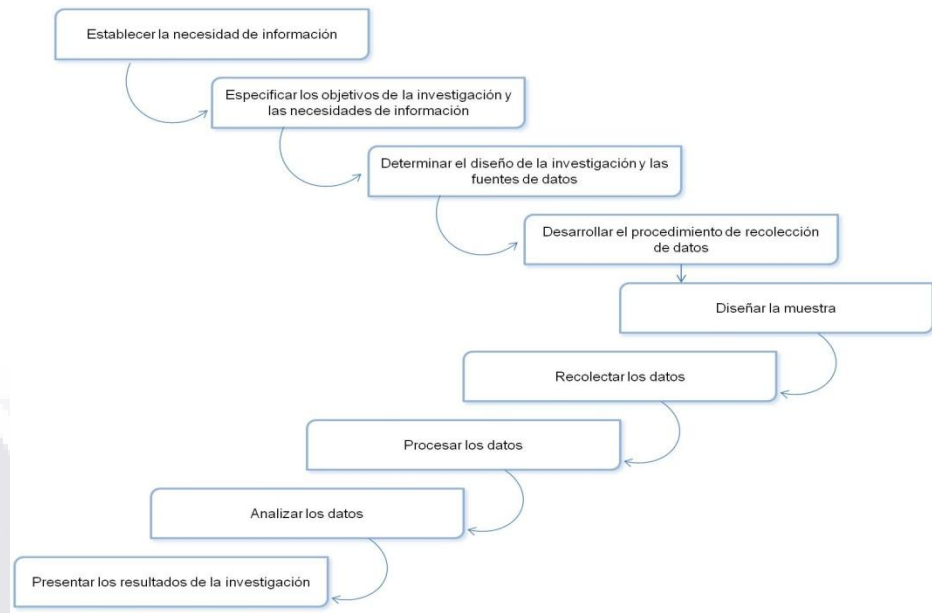 Establecer la necesidad de información
Especificar los objetivos de la investigación y
las necesidades de información
Determinar el diseño de la investigación y las
fuentes de datos
Desarrollar el procedimiento de recolección
de datos
Diseñar la muestra
Recolectar los datos
Procesar los datos
Analizar los datos
Presentar los resultados de la investigación